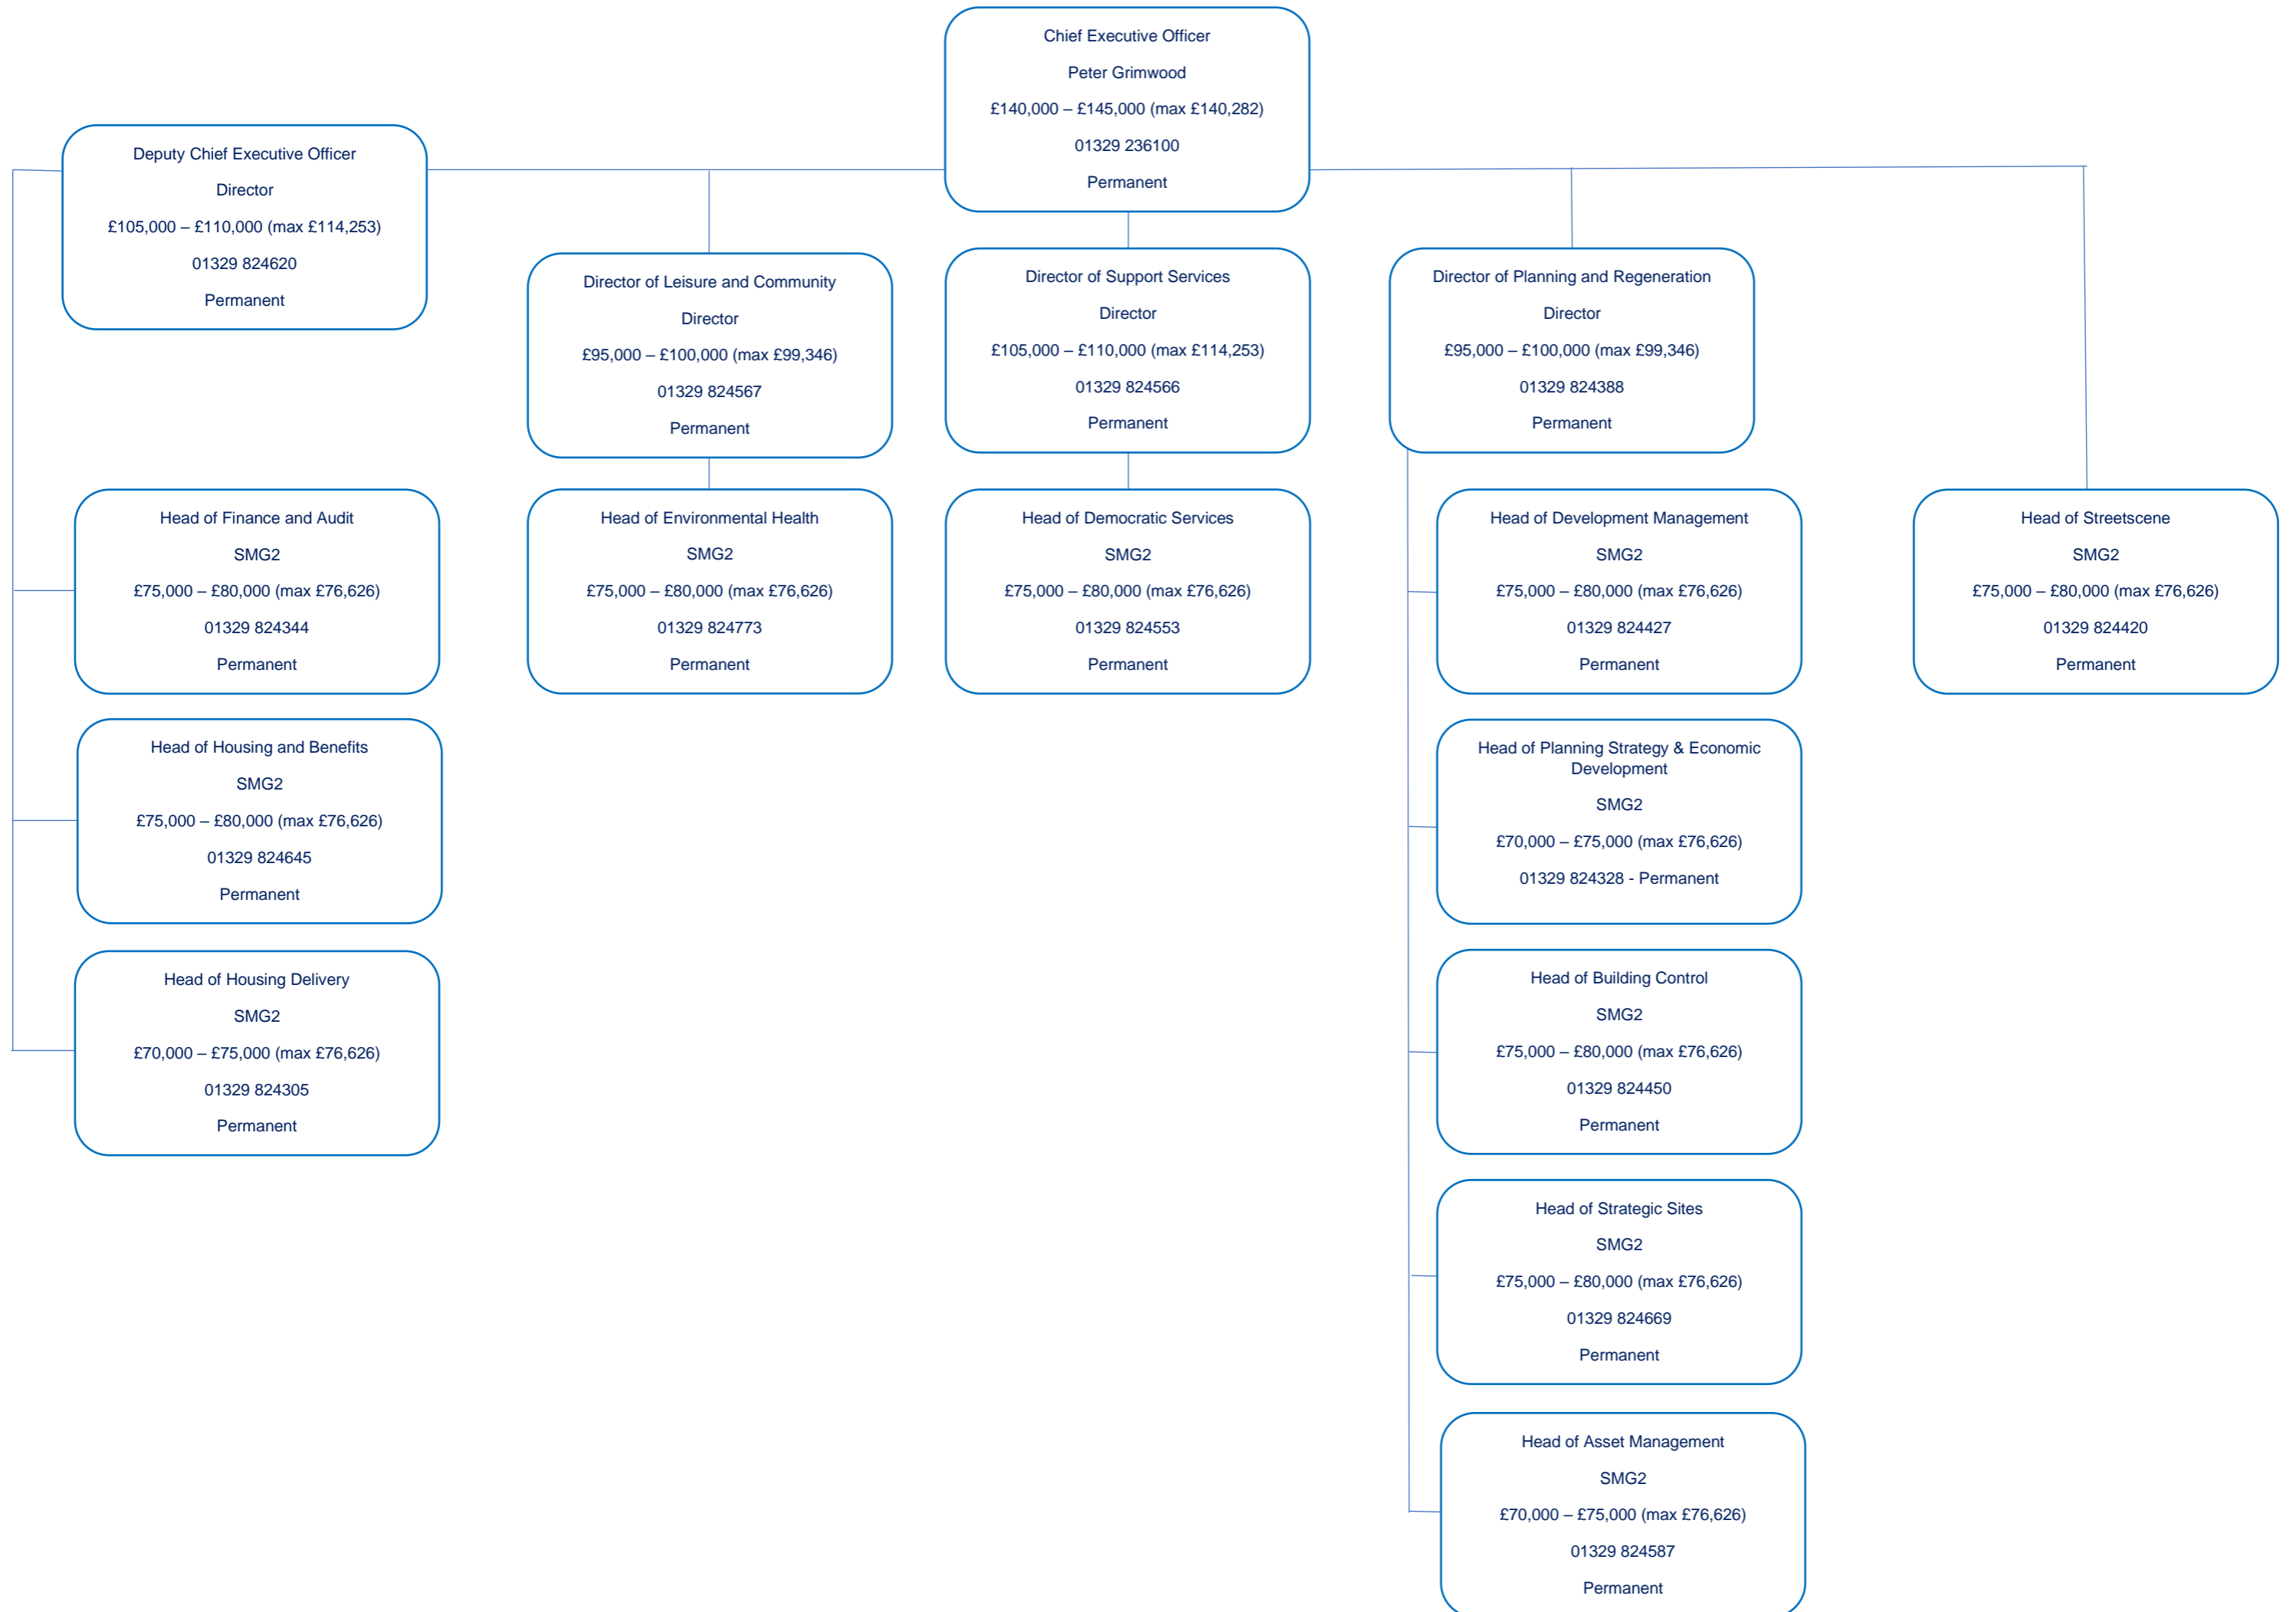 Chief Executive Officer
Peter Grimwood
£140,000 – £145,000 (max £140,282)
01329 236100
Permanent
Deputy Chief Executive Officer
Director
£105,000 – £110,000 (max £114,253)
01329 824620
Permanent
Director of Leisure and Community
Director
£95,000 – £100,000 (max £99,346)
01329 824567
Permanent
Director of Support Services
Director
£105,000 – £110,000 (max £114,253)
01329 824566
Permanent
Director of Planning and Regeneration
Director
£95,000 – £100,000 (max £99,346)
01329 824388
Permanent
Head of Finance and Audit
SMG2
£75,000 – £80,000 (max £76,626)
01329 824344
Permanent
Head of Environmental Health
SMG2
£75,000 – £80,000 (max £76,626)
01329 824773
Permanent
Head of Democratic Services
SMG2
£75,000 – £80,000 (max £76,626)
01329 824553
Permanent
Head of Development Management
SMG2
£75,000 – £80,000 (max £76,626)
01329 824427
Permanent
Head of Streetscene
SMG2
£75,000 – £80,000 (max £76,626)
01329 824420
Permanent
Head of Housing and Benefits
SMG2
£75,000 – £80,000 (max £76,626)
01329 824645
Permanent
Head of Planning Strategy & Economic
Development
SMG2
£70,000 – £75,000 (max £76,626)
01329 824328 - Permanent
Head of Housing Delivery
SMG2
£70,000 – £75,000 (max £76,626)
01329 824305
Permanent
Head of Building Control
SMG2
£75,000 – £80,000 (max £76,626)
01329 824450
Permanent
Head of Strategic Sites
SMG2
£75,000 – £80,000 (max £76,626)
01329 824669
Permanent
Head of Asset Management
SMG2
£70,000 – £75,000 (max £76,626)
01329 824587
Permanent